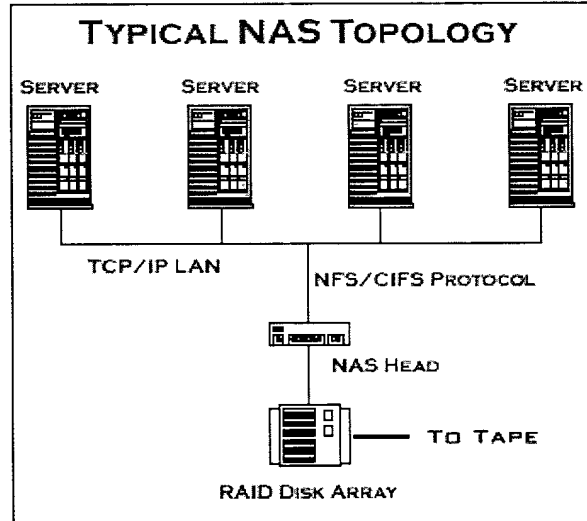 TYPICAL NAS TOPOLOGY
SERVER SERVER SERVER SERVER
TCP/IP LAN
NFS/CIFS PROTOCOL
NAS HEAD
TO TAPE
RAID DISK ARRAY